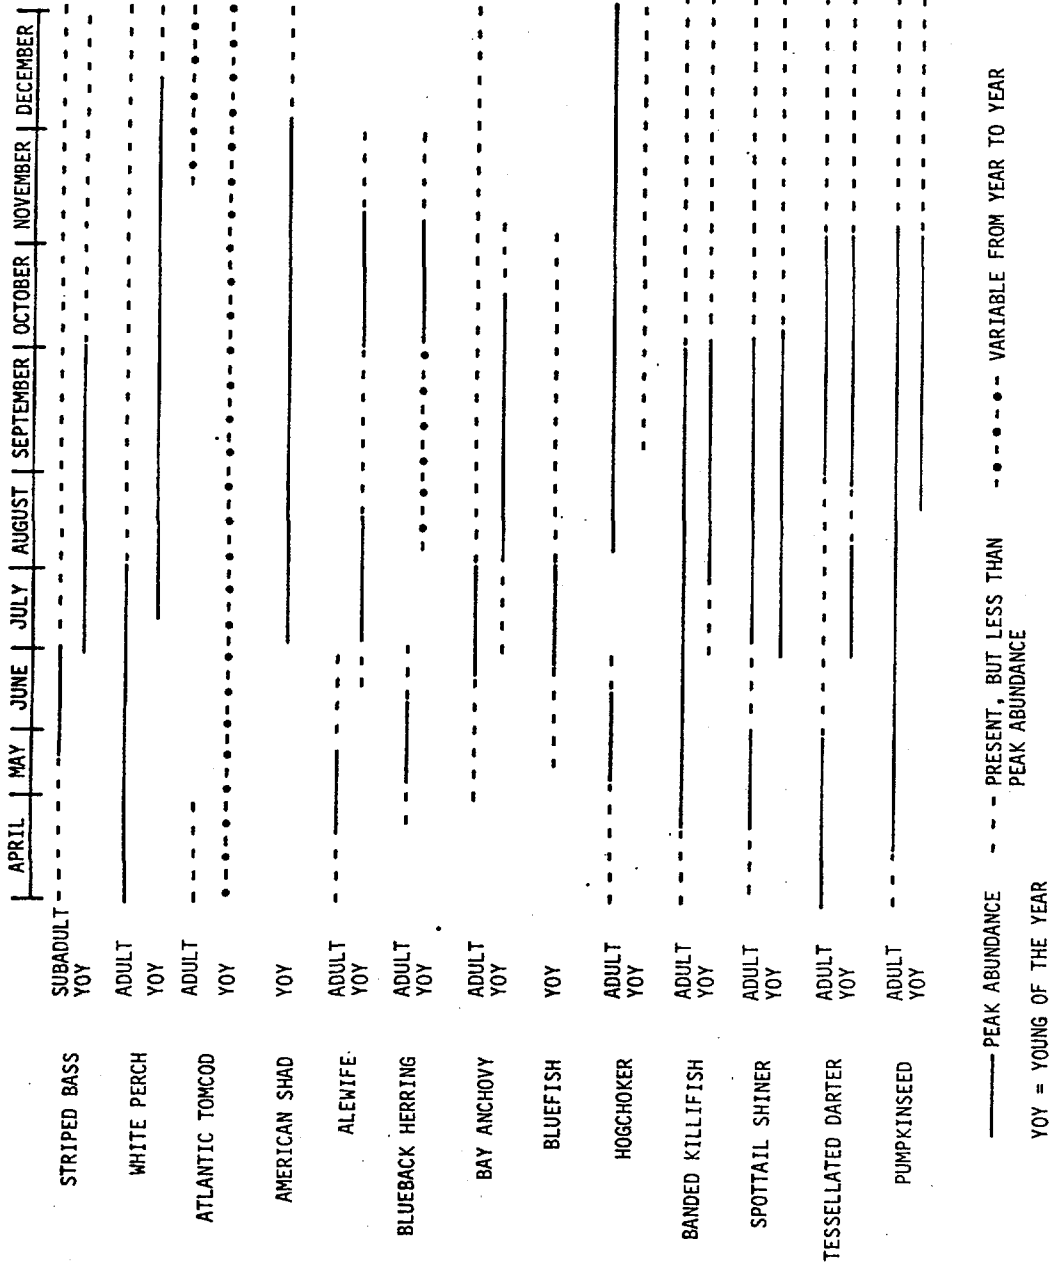 APRIL | MAY | JUNE | JULY | AUGUST | SEPTEMBER | OCTOBER | NOVEMBER | DECEMBER
STRIPED BASS SUBADULT
YOY
WHITE PERCH ADULT
YOY
ATLANTIC TOMCOD ADULT
YOY
AMERICAN SHAD YOY
ALEWIFE ADULT
YOY
BLUEBACK HERRING ADULT
YOY
BAY ANCHOVY ADULT
YOY
BLUEFISH YOY
HOGCHOKER ADULT
YOY
BANDED KILLIFISH ADULT
YOY
SPOTTAIL SHINER ADULT
YOY
TESSELLATED DARTER ADULT
YOY
PUMPKINSEED ADULT
YOY
PEAK ABUNDANCE - - - PRESENT, BUT LESS THAN -●-●-●- VARIABLE FROM YEAR TO YEAR
PEAK ABUNDANCE
YOY = YOUNG OF THE YEAR